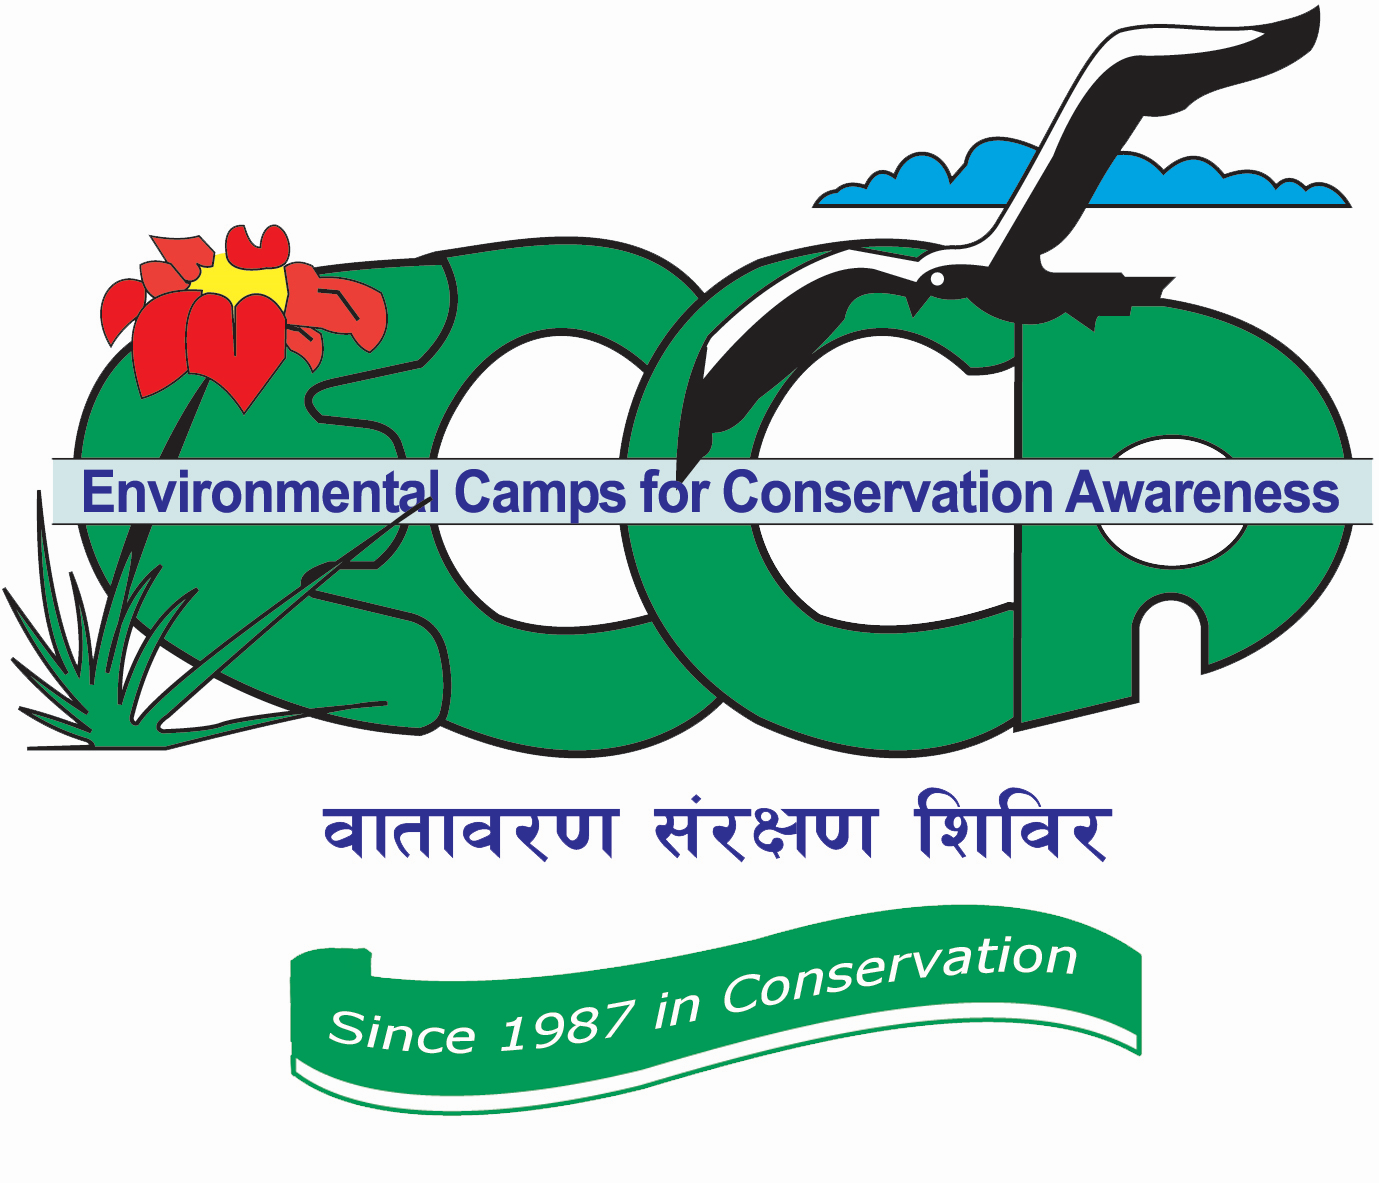 ECCA
Environmental Camps for Conservation Awareness
वातावरण संरक्षण शिविर
Since 1987 in Conservation